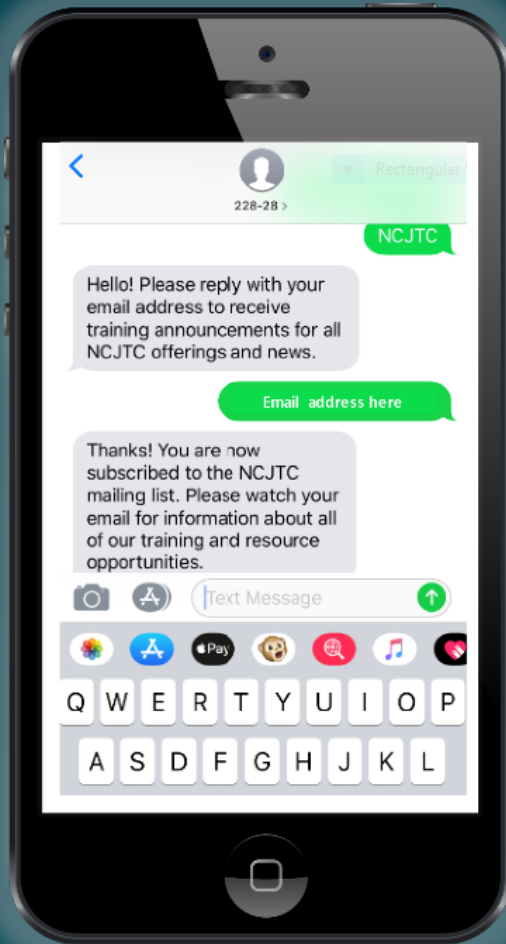 Rectangular
228-28 >
NCJTC
Hello! Please reply with your
email address to receive
training announcements for all
NCJTC offerings and news.
Email address here
Thanks! You are now
subscribed to the NCJTC
mailing list. Please watch your
email for information about all
of our training and resource
opportunities.
Text Message
Pay
Q W E R T Y U I O P
A S D F G H J K L